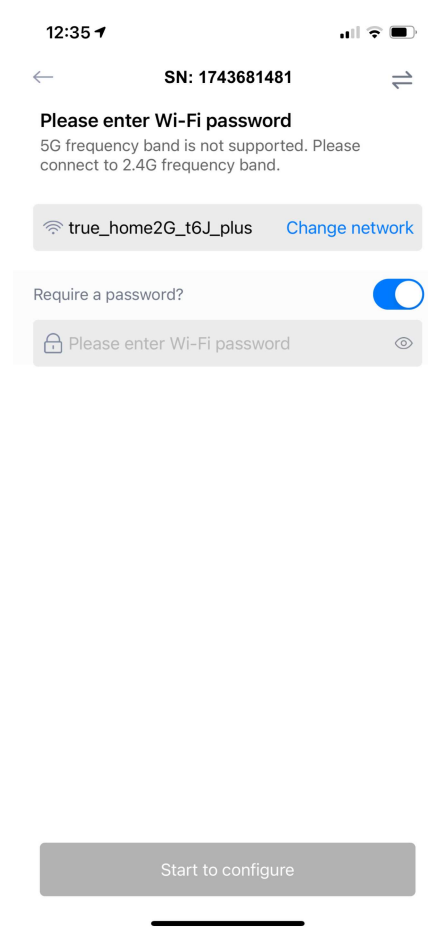 12:35
SN: 1743681481
Please enter Wi-Fi password
5G frequency band is not supported. Please
connect to 2.4G frequency band.
true_home2G_t6J_plus Change network
Require a password?
Please enter Wi-Fi password
Start to configure